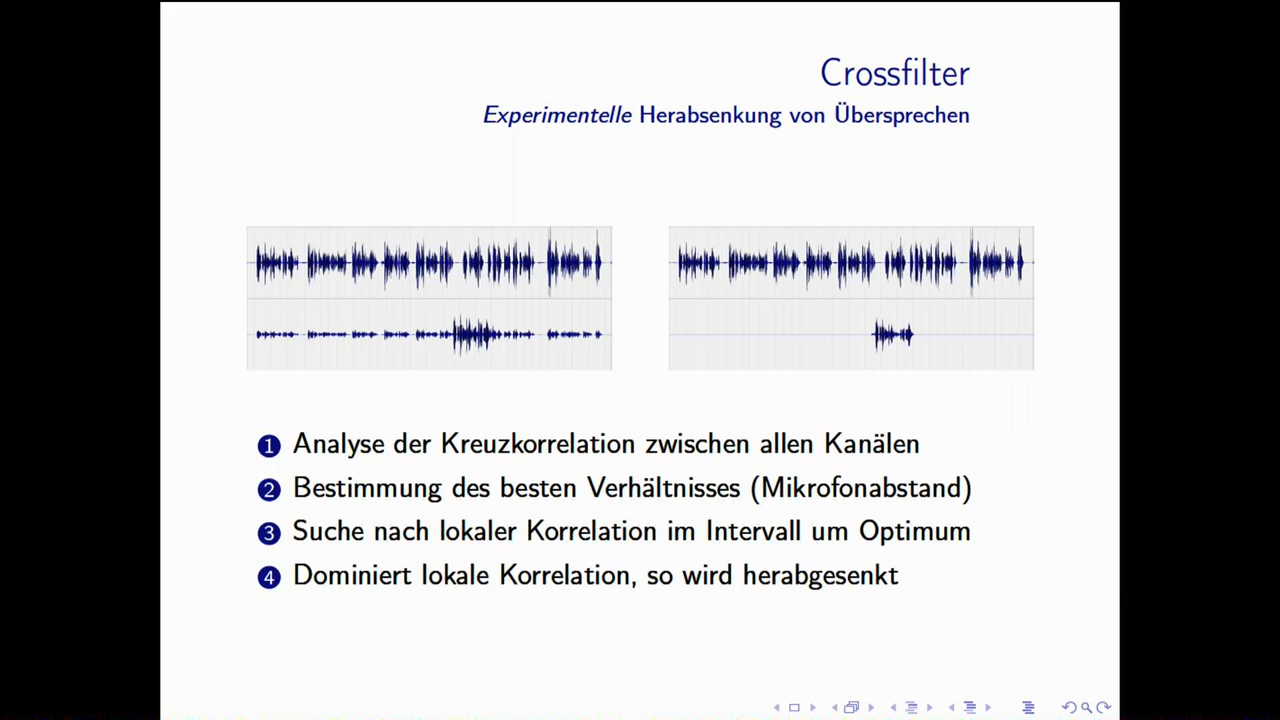 Crossfilter
Experimentelle Herabsenkung von Übersprechen
1 Analyse der Kreuzkorrelation zwischen allen Kanälen
2 Bestimmung des besten Verhältnisses (Mikrofonabstand)
3 Suche nach lokaler Korrelation im Intervall um Optimum
4 Dominiert lokale Korrelation, so wird herabgesenkt